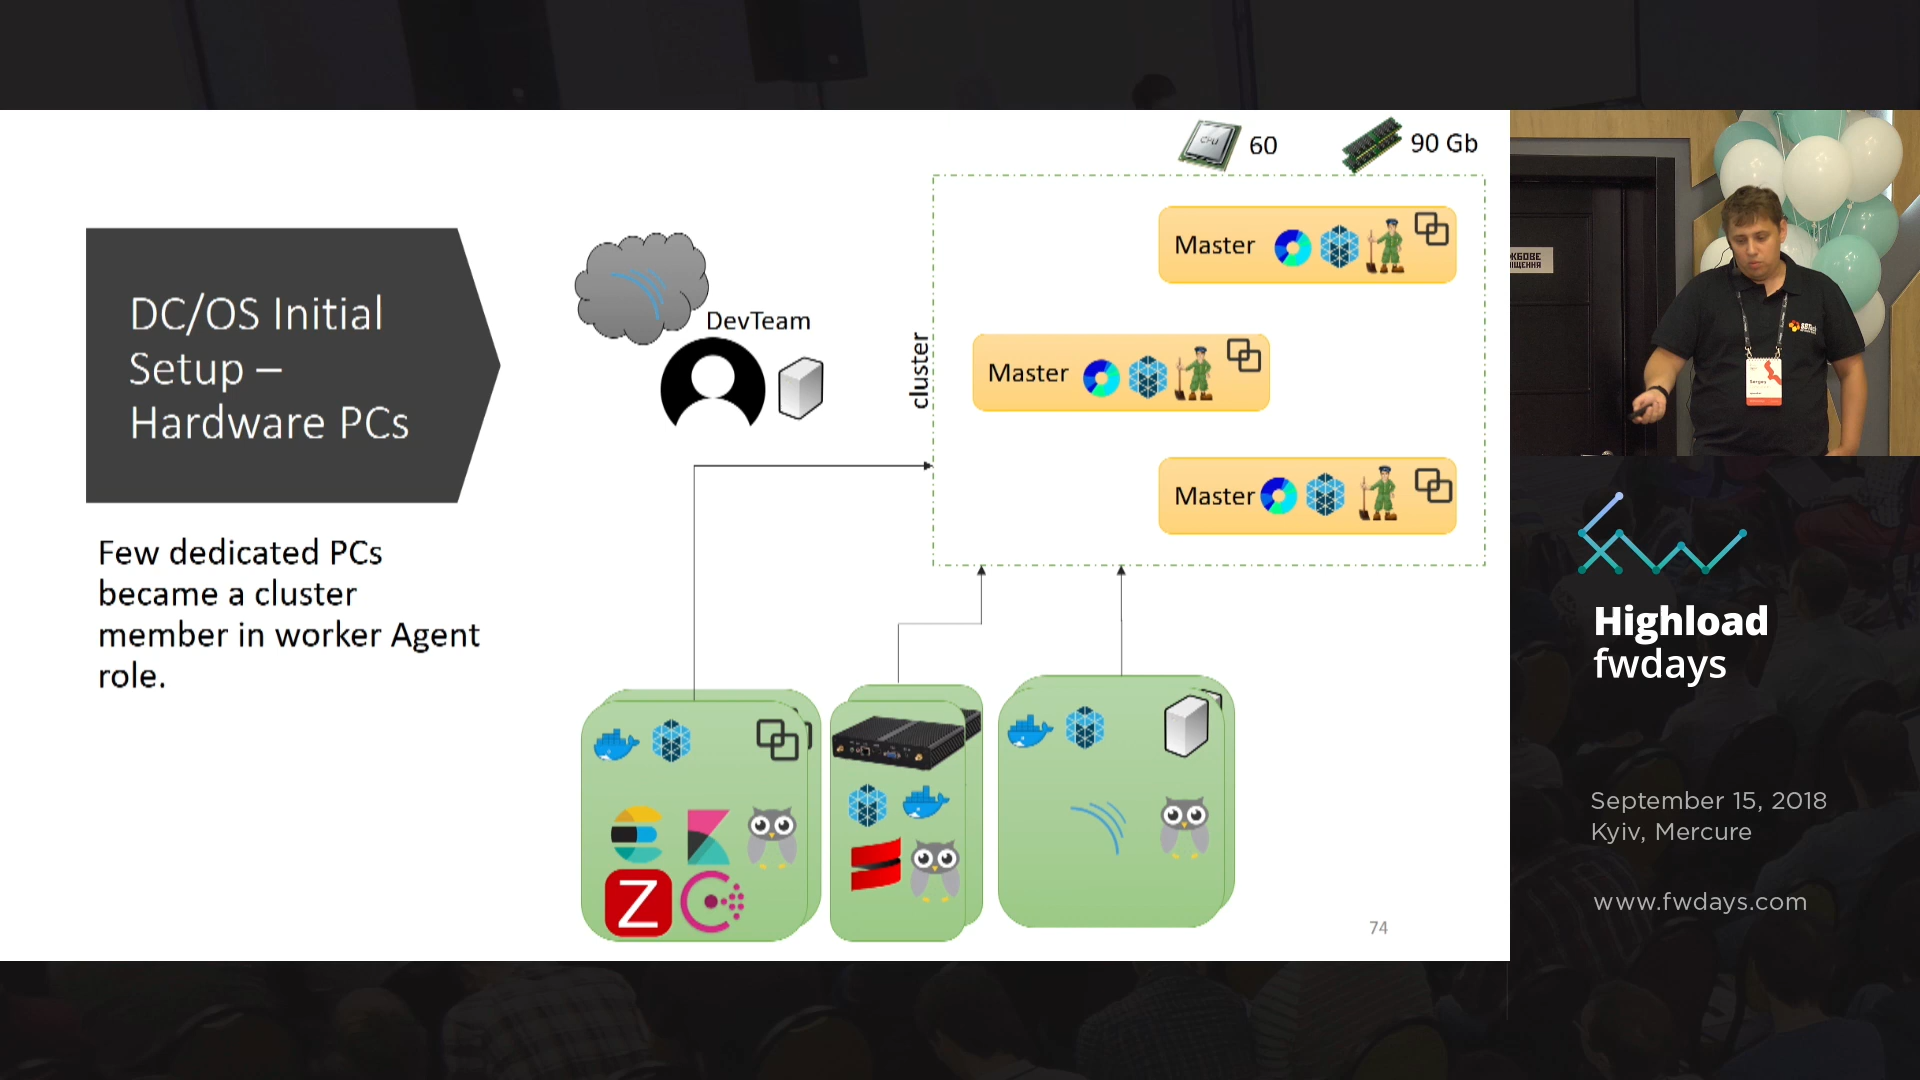 DC/OS Initial
Setup –
Hardware PCs
Few dedicated PCs
became a cluster
member in worker Agent
role.
DevTeam
cluster
CPU
60
90 Gb
Master
Master
Master
Z
74
Highload
fwdays
September 15, 2018
Kyiv, Mercure
www.fwdays.com